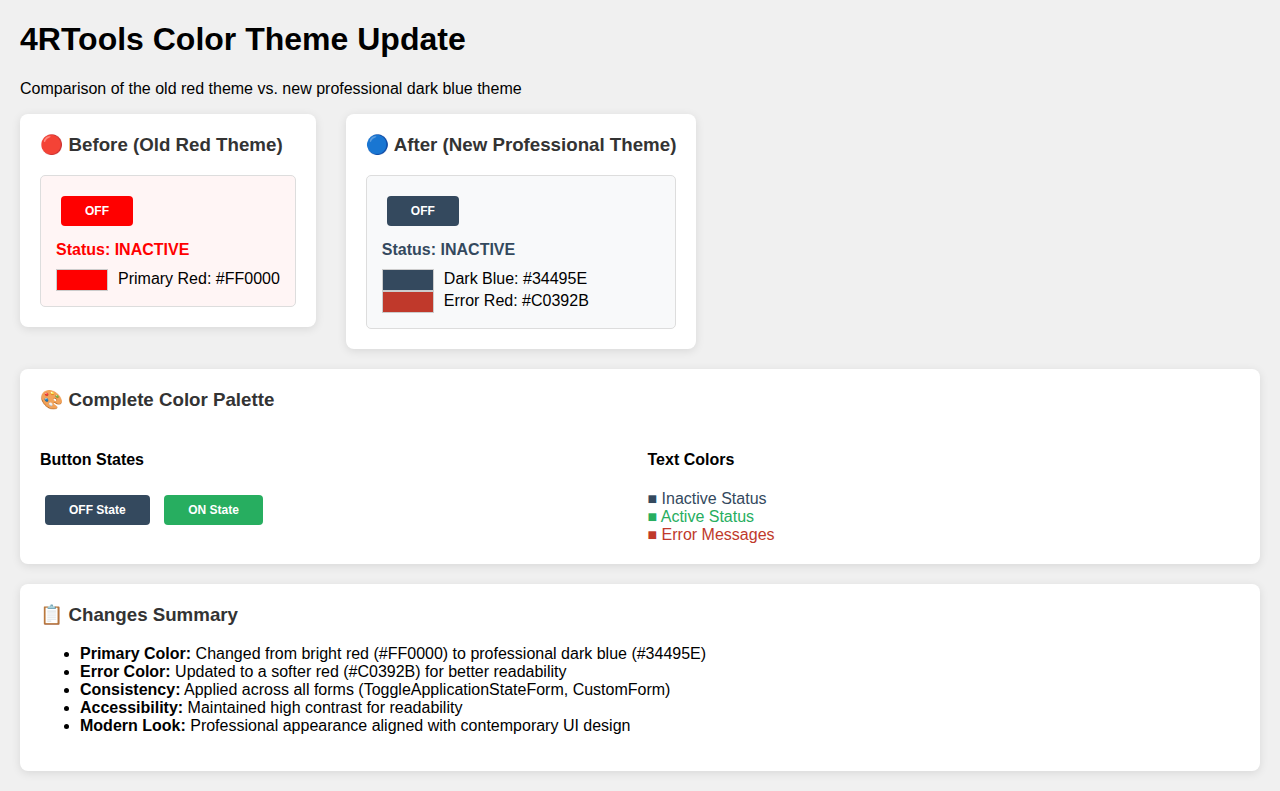 4RTools Color Theme Update
Comparison of the old red theme vs. new professional dark blue theme
🔴 Before (Old Red Theme)
OFF
Status: INACTIVE
Primary Red: #FF0000
🔵 After (New Professional Theme)
OFF
Status: INACTIVE
Dark Blue: #34495E
Error Red: #C0392B
🎨 Complete Color Palette
Button States
OFF State ON State
Text Colors
■ Inactive Status
■ Active Status
■ Error Messages
📋 Changes Summary
• Primary Color: Changed from bright red (#FF0000) to professional dark blue (#34495E)
• Error Color: Updated to a softer red (#C0392B) for better readability
• Consistency: Applied across all forms (ToggleApplicationStateForm, CustomForm)
• Accessibility: Maintained high contrast for readability
• Modern Look: Professional appearance aligned with contemporary UI design